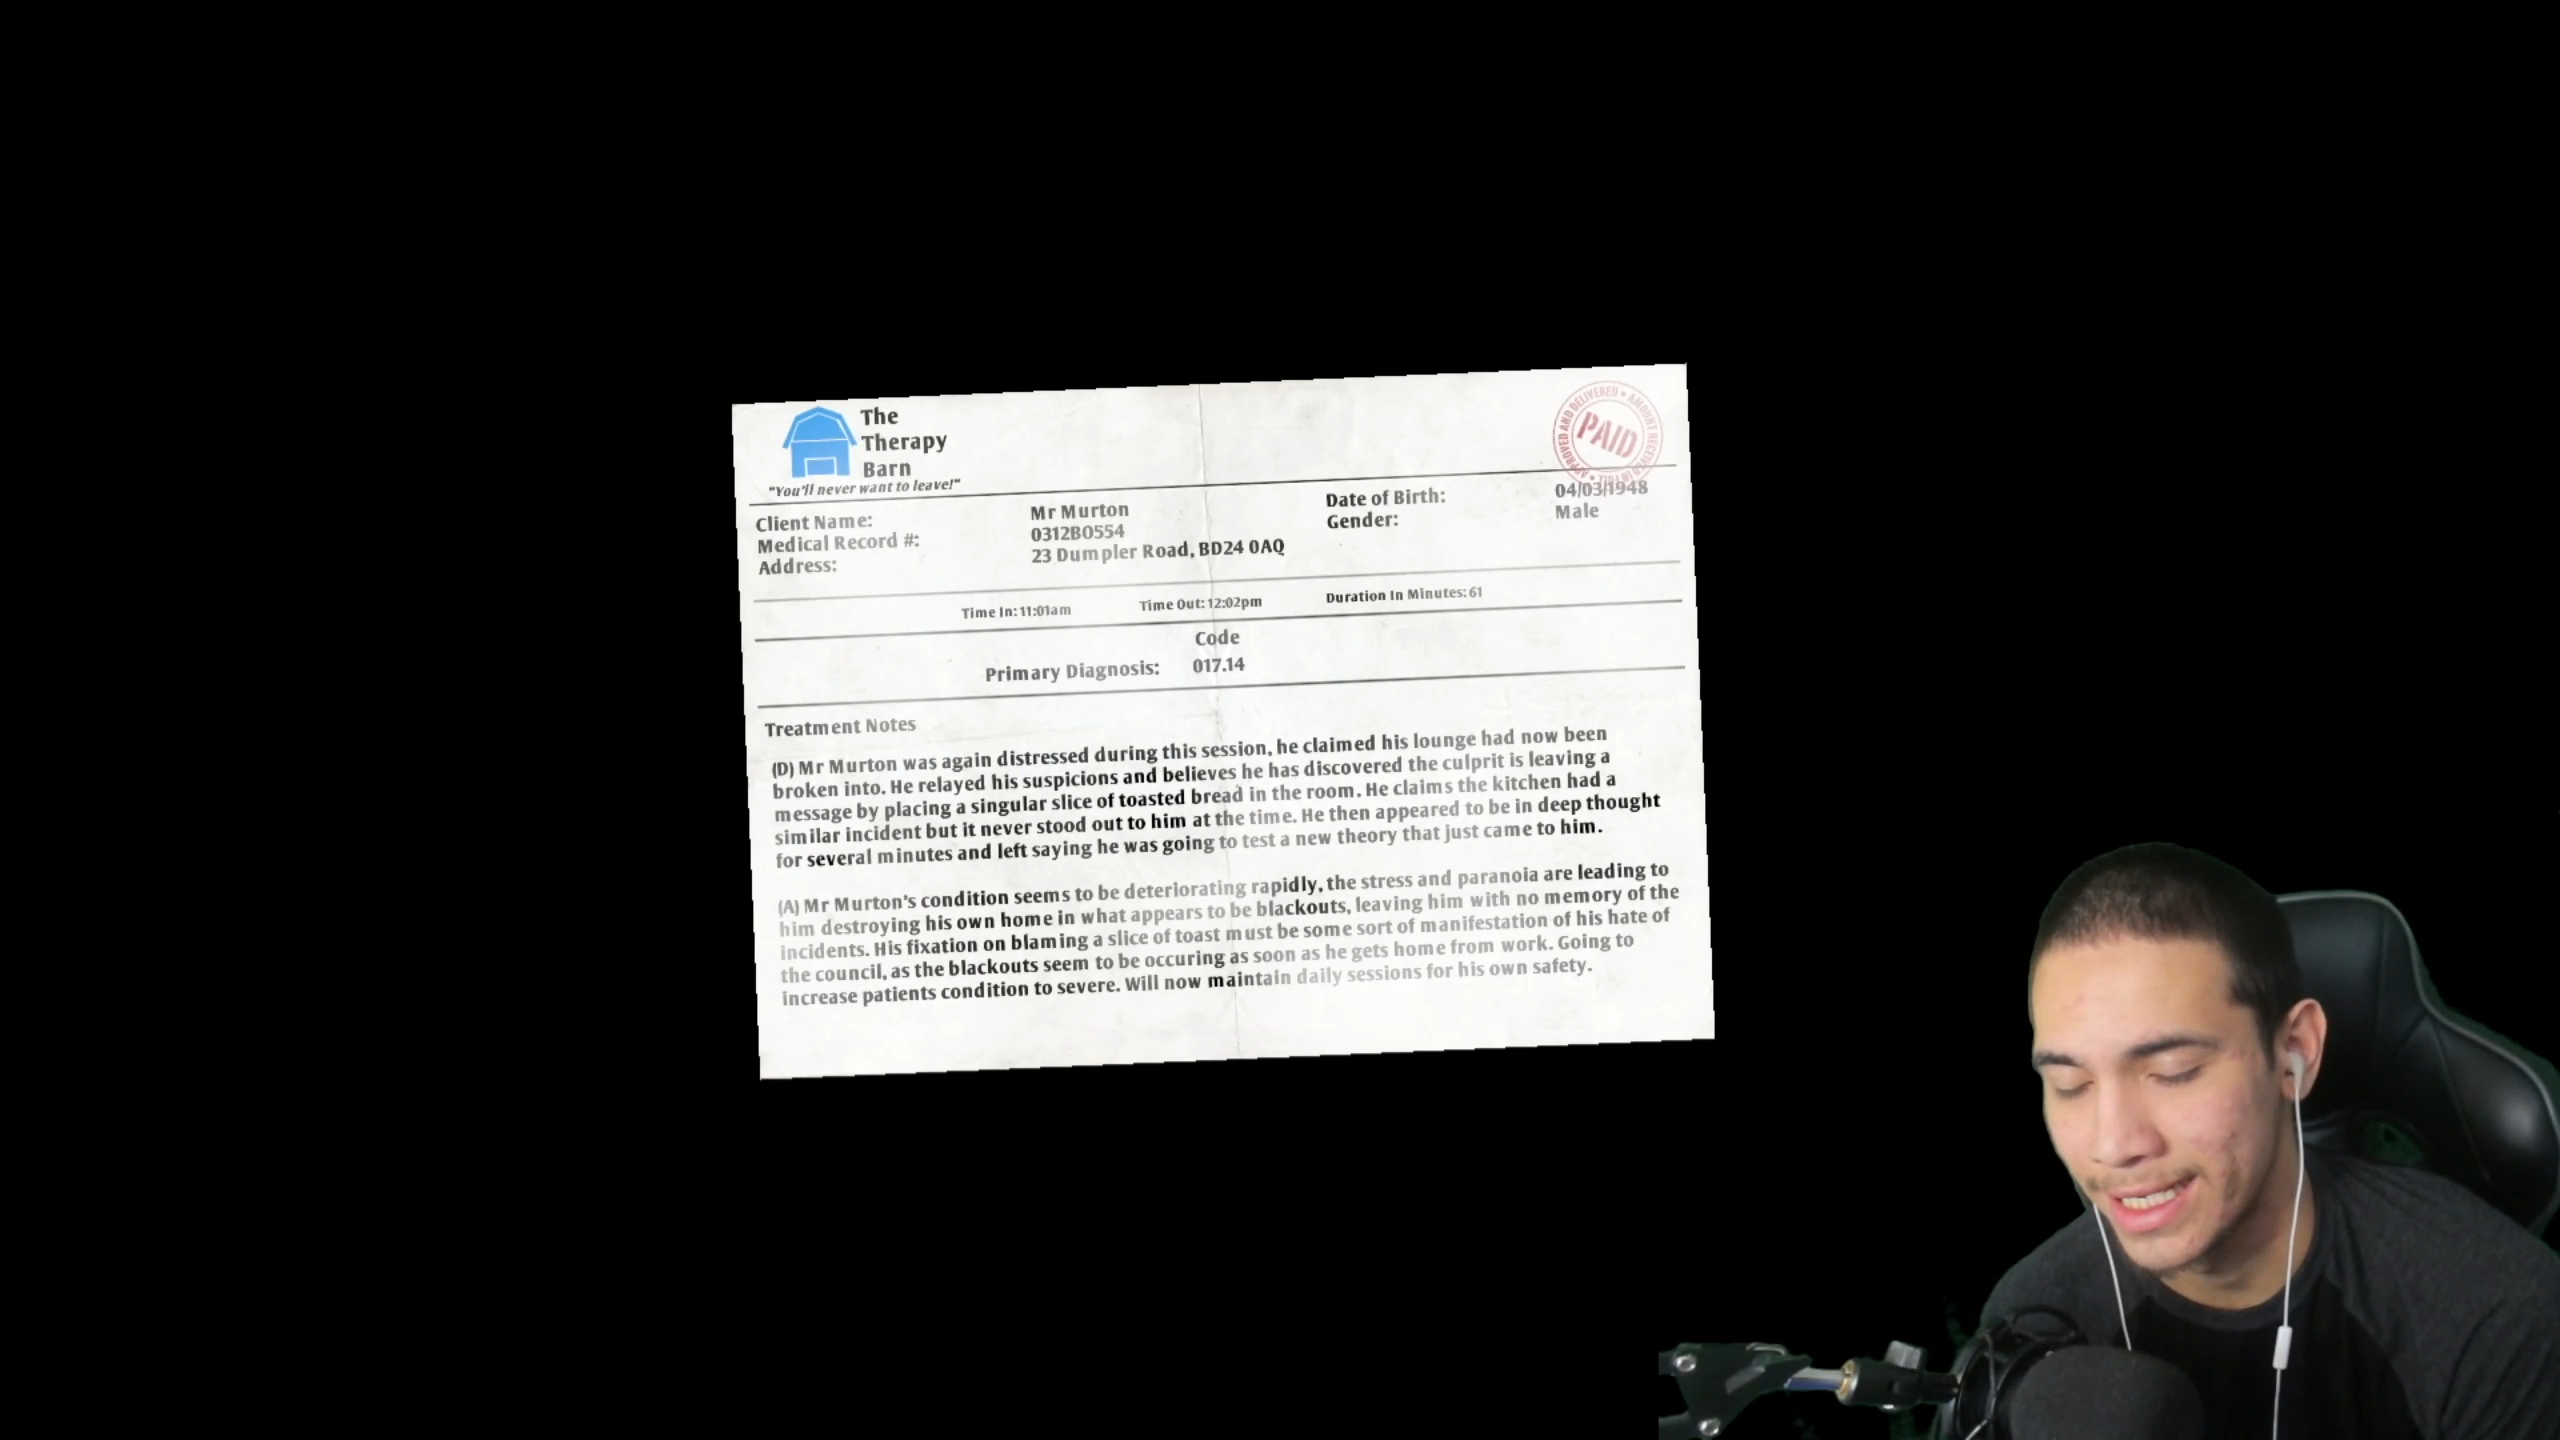 The
Therapy
Barn
"You'll never want to leave!"
APPROVED AND DELIVERED • AMOUNT RECEIVED IN FULL •
PAID
Client Name: Mr Murton Date of Birth: 04/03/1948
Medical Record #: 0312B0554 Gender: Male
Address: 23 Dumpler Road, BD24 0AQ
Time In: 11:01am Time Out: 12:02pm Duration In Minutes: 61
Code
Primary Diagnosis: 017.14
Treatment Notes
(D) Mr Murton was again distressed during this session, he claimed his lounge had now been
broken into. He relayed his suspicions and believes he has discovered the culprit is leaving a
message by placing a singular slice of toasted bread in the room. He claims the kitchen had a
similar incident but it never stood out to him at the time. He then appeared to be in deep thought
for several minutes and left saying he was going to test a new theory that just came to him.
(A) Mr Murton's condition seems to be deteriorating rapidly, the stress and paranoia are leading to
him destroying his own home in what appears to be blackouts, leaving him with no memory of the
incidents. His fixation on blaming a slice of toast must be some sort of manifestation of his hate of
the council, as the blackouts seem to be occuring as soon as he gets home from work. Going to
increase patients condition to severe. Will now maintain daily sessions for his own safety.